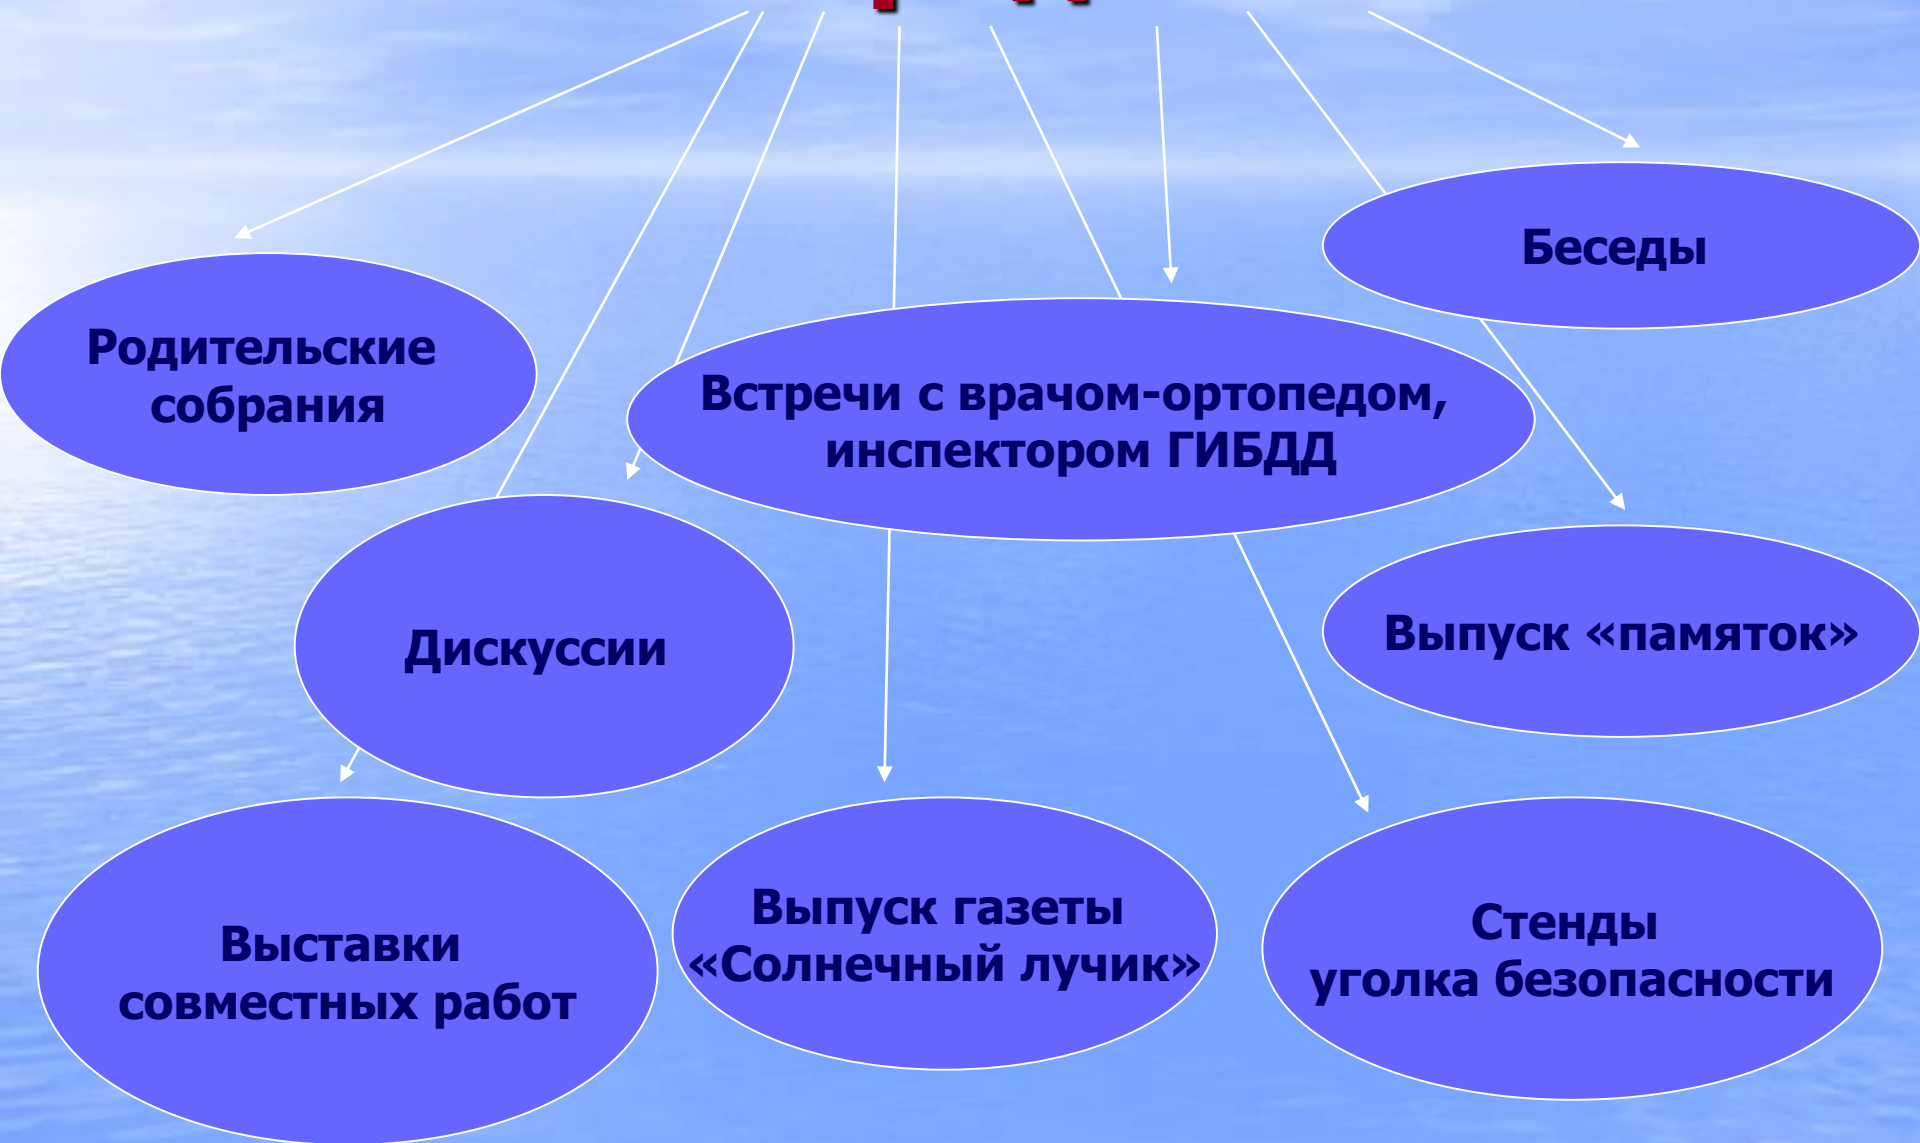 Беседы
Родительские
собрания
Встречи с врачом-ортопедом,
инспектором ГИБДД
Дискуссии
Выпуск «памяток»
Выставки
совместных работ
Выпуск газеты
«Солнечный лучик»
Стенды
уголка безопасности